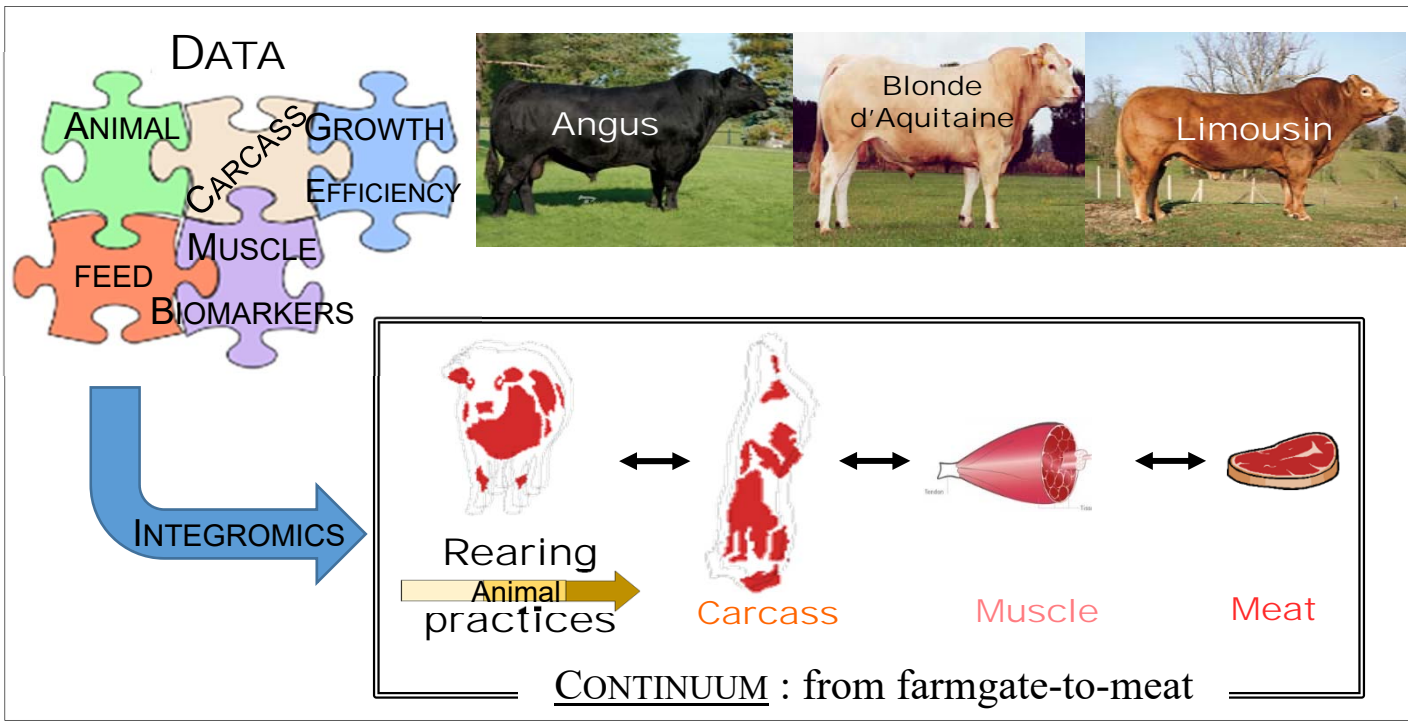 DATA
ANIMAL
CARCASS
GROWTH
EFFICIENCY
FEED
MUSCLE
BIOMARKERS
Angus
Blonde
d'Aquitaine
Limousin
INTEGROMICS
Rearing
Animal
practices
Carcass
Tendon
Muscle
Meat
CONTINUUM : from farmgate-to-meat